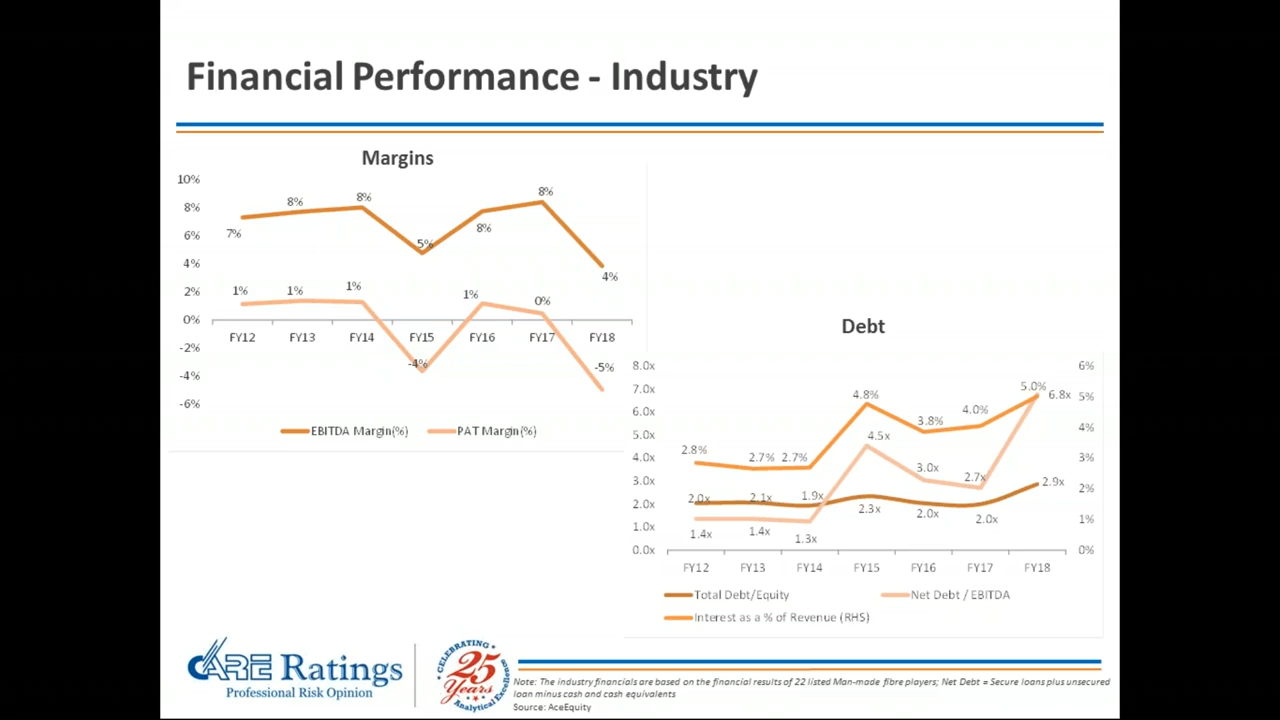 Financial Performance - Industry
Margins
10%
8%
6%
4%
2%
0%
-2%
-4%
-6%
7%
8%
8%
5%
8%
8%
4%
1%
1%
1%
-4%
1%
0%
-5%
FY12 FY13 FY14 FY15 FY16 FY17 FY18
EBITDA Margin(%) PAT Margin(%)
Debt
8.0x
7.0x
6.0x
5.0x
4.0x
3.0x
2.0x
1.0x
0.0x
6%
5%
4%
3%
2%
1%
0%
2.8% 2.7% 2.7% 4.8% 3.8% 4.0% 5.0%
2.0x 2.1x 1.9x 2.3x 2.0x 2.0x 2.9x
1.4x 1.4x 1.3x 4.5x 3.0x 2.7x 6.8x
FY12 FY13 FY14 FY15 FY16 FY17 FY18
Total Debt/Equity Net Debt / EBITDA
Interest as a % of Revenue (RHS)
CARE Ratings
Professional Risk Opinion
CELEBRATING
25
Years
Analytical Excellence
Note: The industry financials are based on the financial results of 22 listed Man-made fibre players; Net Debt = Secure loans plus unsecured
loan minus cash and cash equivalents
Source: AceEquity